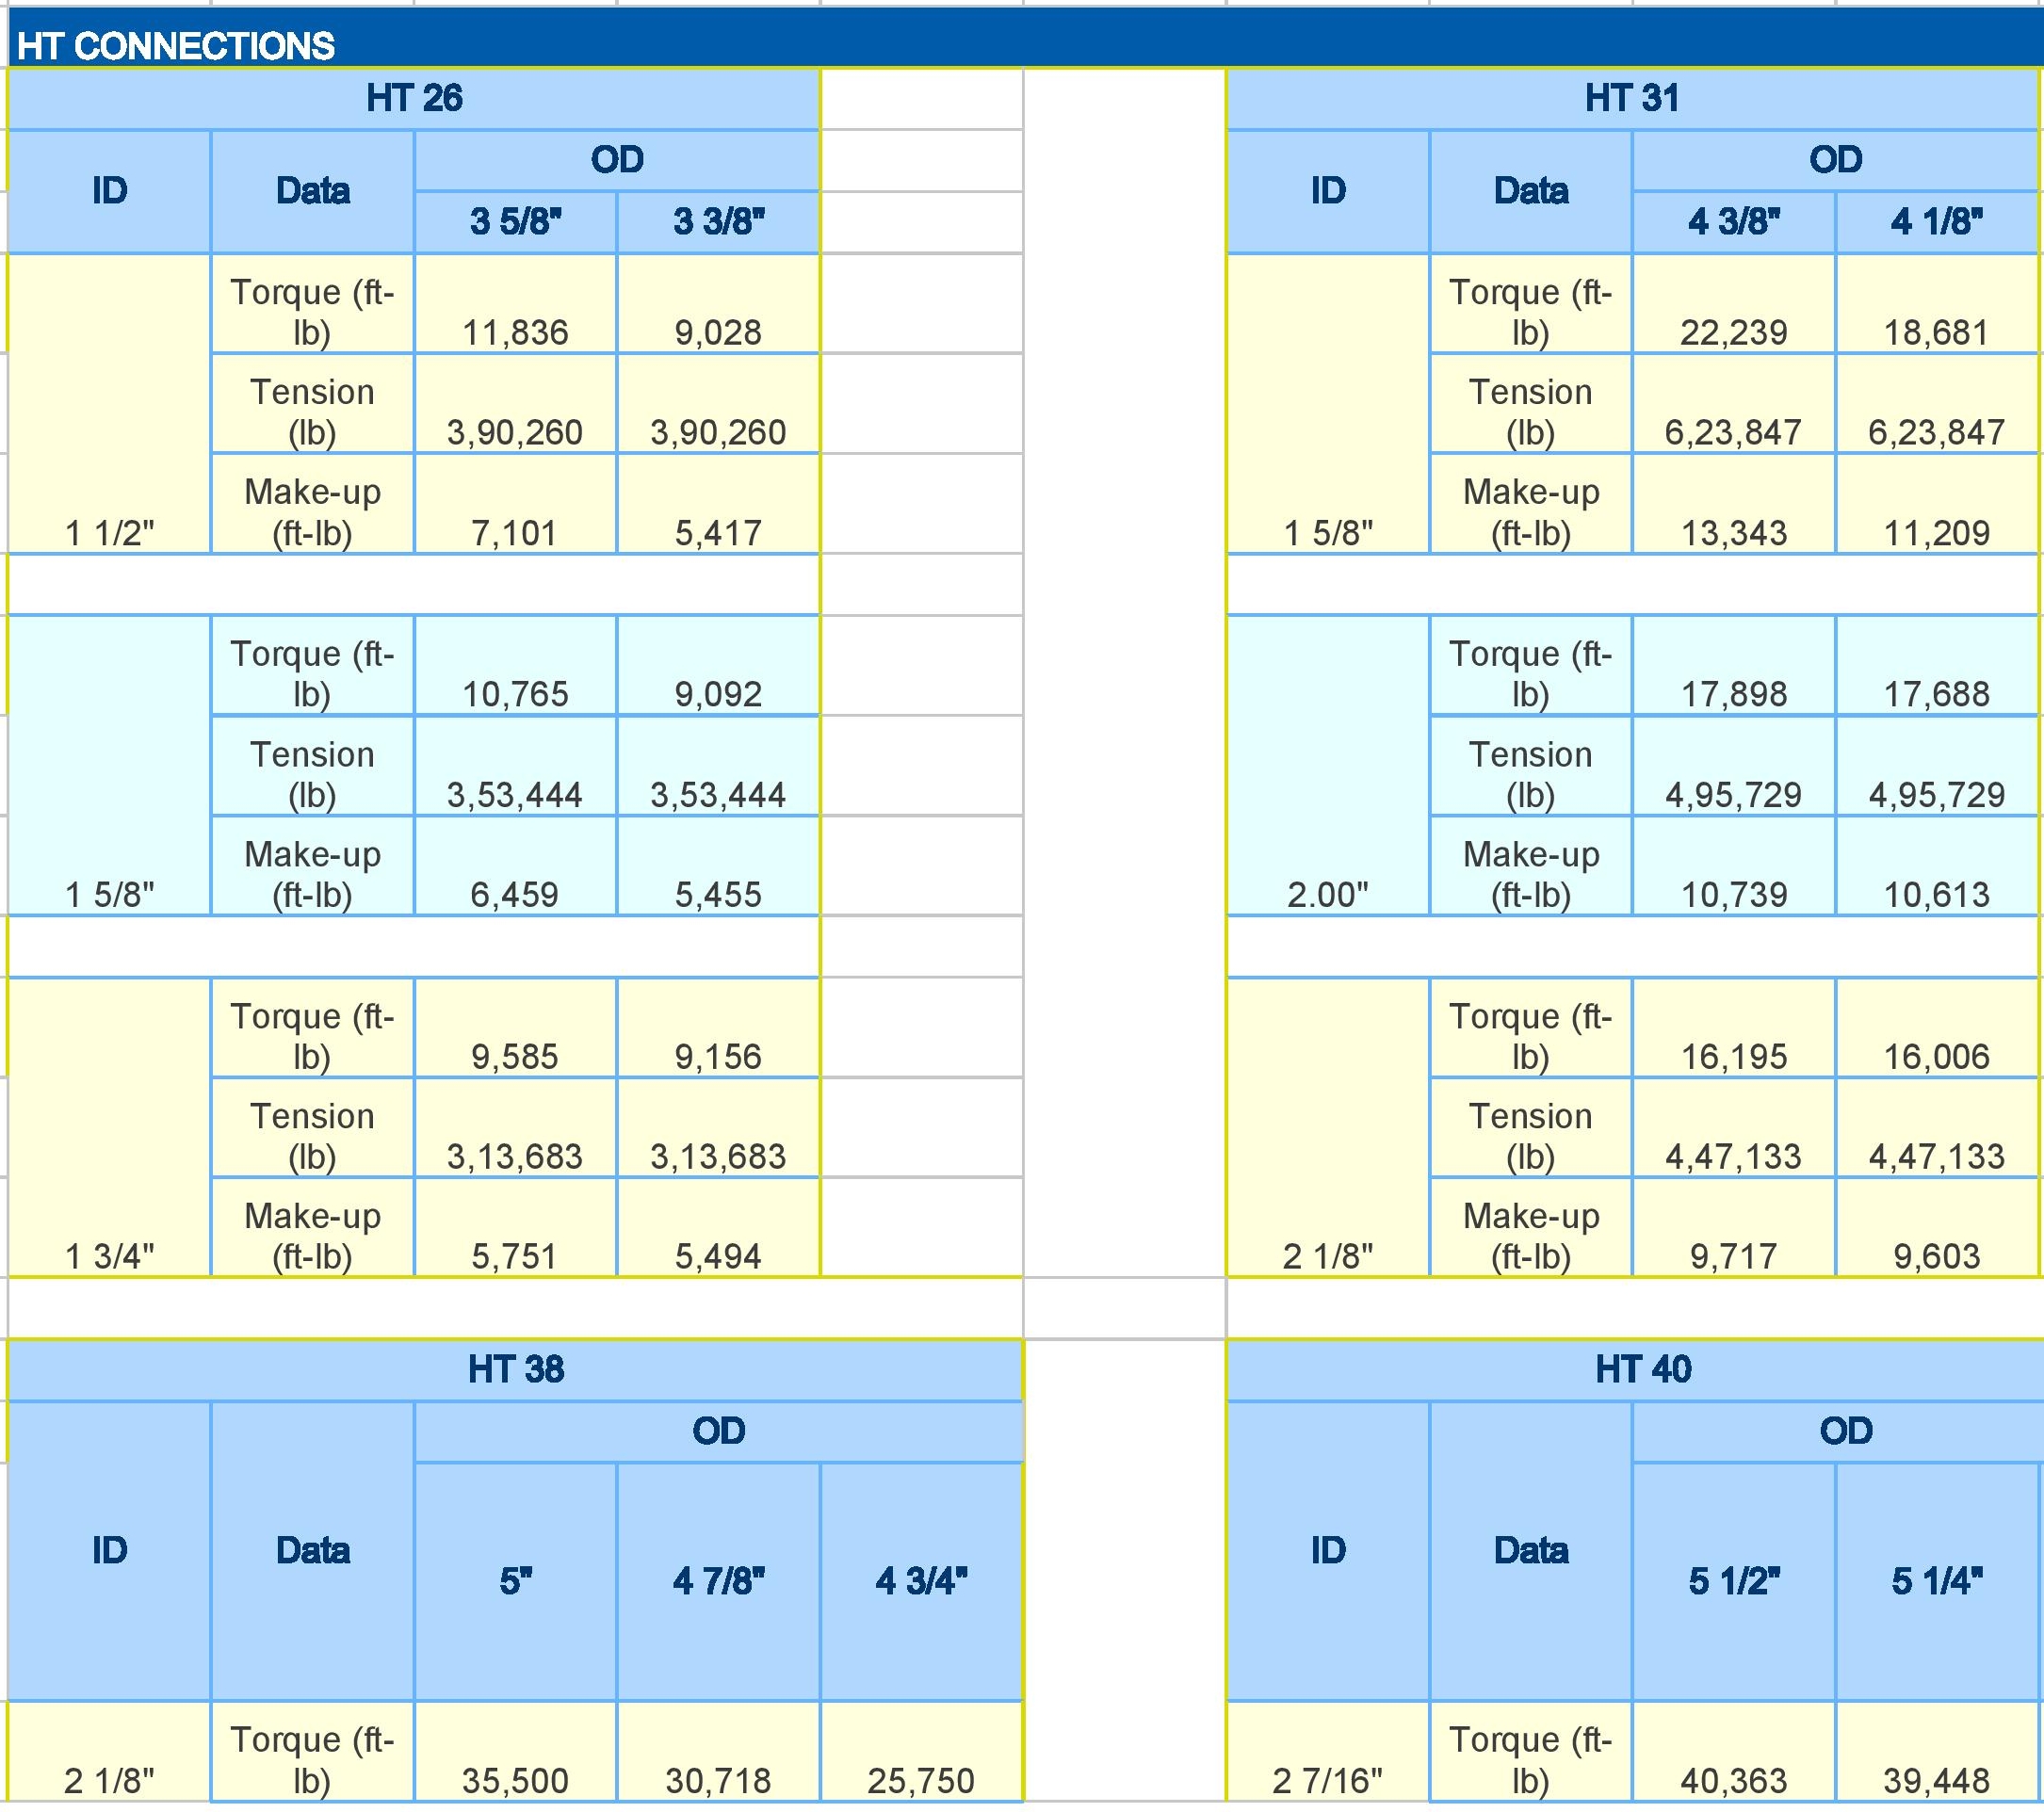 HT CONNECTIONS
HT 26
ID Data OD
3 5/8" 3 3/8"
Torque (ft-
lb) 11,836 9,028
Tension
(lb) 3,90,260 3,90,260
Make-up
1 1/2" (ft-lb) 7,101 5,417
Torque (ft-
lb) 10,765 9,092
Tension
(lb) 3,53,444 3,53,444
Make-up
1 5/8" (ft-lb) 6,459 5,455
Torque (ft-
lb) 9,585 9,156
Tension
(lb) 3,13,683 3,13,683
Make-up
1 3/4" (ft-lb) 5,751 5,494
HT 31
ID Data OD
4 3/8" 4 1/8"
Torque (ft-
lb) 22,239 18,681
Tension
(lb) 6,23,847 6,23,847
Make-up
1 5/8" (ft-lb) 13,343 11,209
Torque (ft-
lb) 17,898 17,688
Tension
(lb) 4,95,729 4,95,729
Make-up
2.00" (ft-lb) 10,739 10,613
Torque (ft-
lb) 16,195 16,006
Tension
(lb) 4,47,133 4,47,133
Make-up
2 1/8" (ft-lb) 9,717 9,603
HT 38
OD
ID Data
5" 4 7/8" 4 3/4"
Torque (ft-
2 1/8" lb) 35,500 30,718 25,750
HT 40
OD
ID Data
5 1/2" 5 1/4"
Torque (ft-
2 7/16" lb) 40,363 39,448